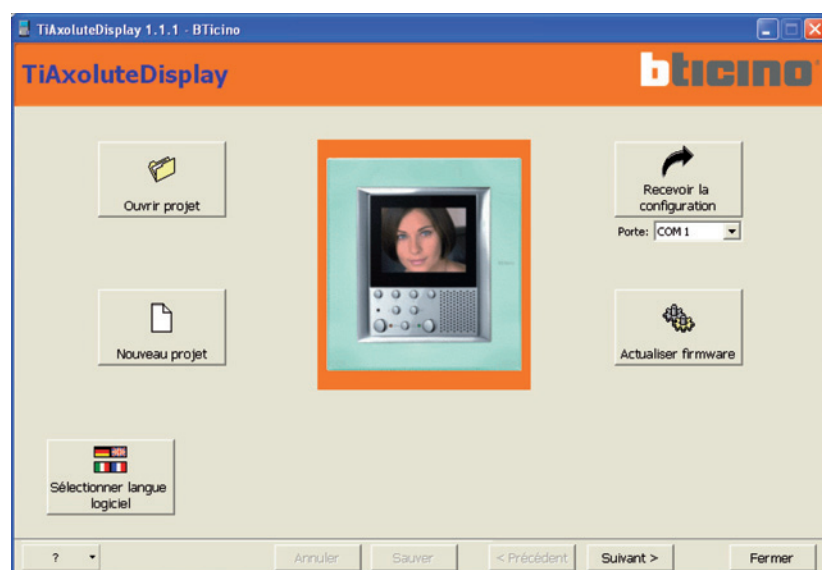 TiAxoluteDisplay 1.1.1 - BTicino
TiAxoluteDisplay
bticino
Ouvrir projet
Recevoir la
configuration
Porte: COM 1
Nouveau projet
Actualiser firmware
Sélectionner langue
logiciel
? Annuler Sauver < Précédent Suivant > Fermer